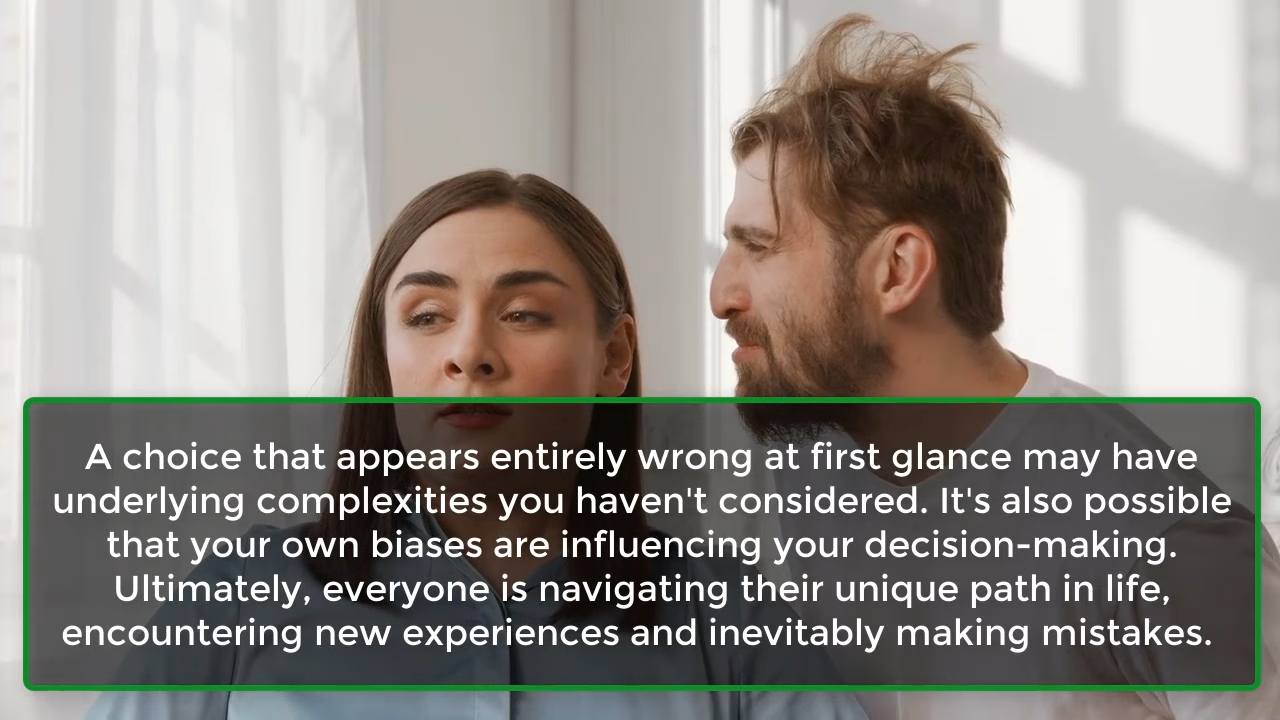 A choice that appears entirely wrong at first glance may have
underlying complexities you haven't considered. It's also possible
that your own biases are influencing your decision-making.
Ultimately, everyone is navigating their unique path in life,
encountering new experiences and inevitably making mistakes.